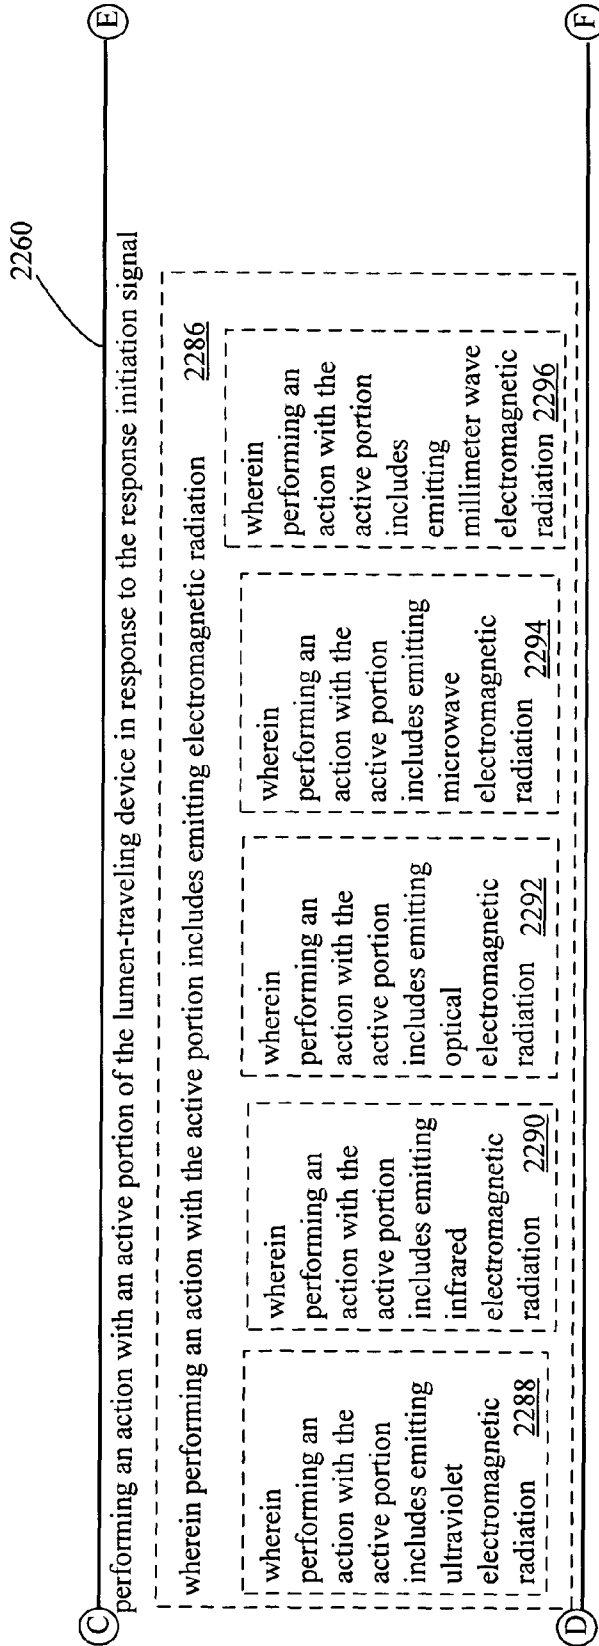 2260
C
E
performing an action with an active portion of the lumen-traveling device in response to the response initiation signal
wherein performing an action with the active portion includes emitting electromagnetic radiation 2286
wherein
performing an
action with the
active portion
includes emitting
ultraviolet
electromagnetic
radiation 2288
wherein
performing an
action with the
active portion
includes emitting
infrared
electromagnetic
radiation 2290
wherein
performing an
action with the
active portion
includes emitting
optical
electromagnetic
radiation 2292
wherein
performing an
action with the
active portion
includes emitting
microwave
electromagnetic
radiation 2294
wherein
performing an
action with the
active portion
includes
emitting
millimeter wave
electromagnetic
radiation 2296
D
F